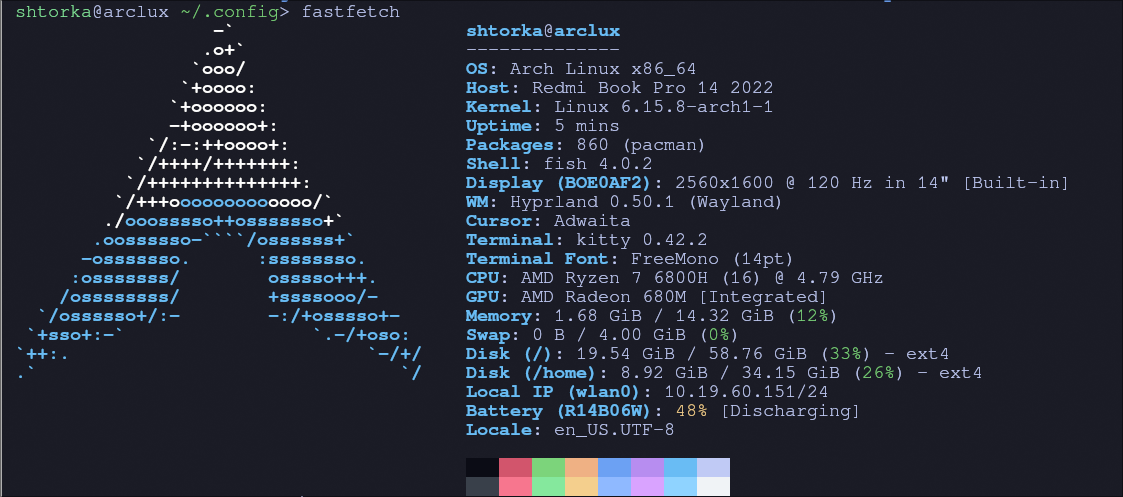 shtorka@arclux ~/.config> fastfetch
-`
.o+`
`ooo/
`+oooo:
`+oooooo:
-+oooooo+:
`/:-:++oooo+:
`/++++/+++++++:
`/++++++++++++++:
`/+++ooooooooooooo/`
./ooosssso++osssssso+`
.oossssso-````/ossssss+`
-osssssso. :ssssssso.
:osssssss/ osssso+++.
/ossssssss/ +ssssooo/-
`/ossssso+/:- -:/+osssso+-
`+sso+:-` `.-/+oso:
`++:. `-/+/
.` `/
shtorka@arclux
--------------
OS: Arch Linux x86_64
Host: Redmi Book Pro 14 2022
Kernel: Linux 6.15.8-arch1-1
Uptime: 5 mins
Packages: 860 (pacman)
Shell: fish 4.0.2
Display (BOE0AF2): 2560x1600 @ 120 Hz in 14" [Built-in]
WM: Hyprland 0.50.1 (Wayland)
Cursor: Adwaita
Terminal: kitty 0.42.2
Terminal Font: FreeMono (14pt)
CPU: AMD Ryzen 7 6800H (16) @ 4.79 GHz
GPU: AMD Radeon 680M [Integrated]
Memory: 1.68 GiB / 14.32 GiB (12%)
Swap: 0 B / 4.00 GiB (0%)
Disk (/): 19.54 GiB / 58.76 GiB (33%) - ext4
Disk (/home): 8.92 GiB / 34.15 GiB (26%) - ext4
Local IP (wlan0): 10.19.60.151/24
Battery (R14B06W): 48% [Discharging]
Locale: en_US.UTF-8